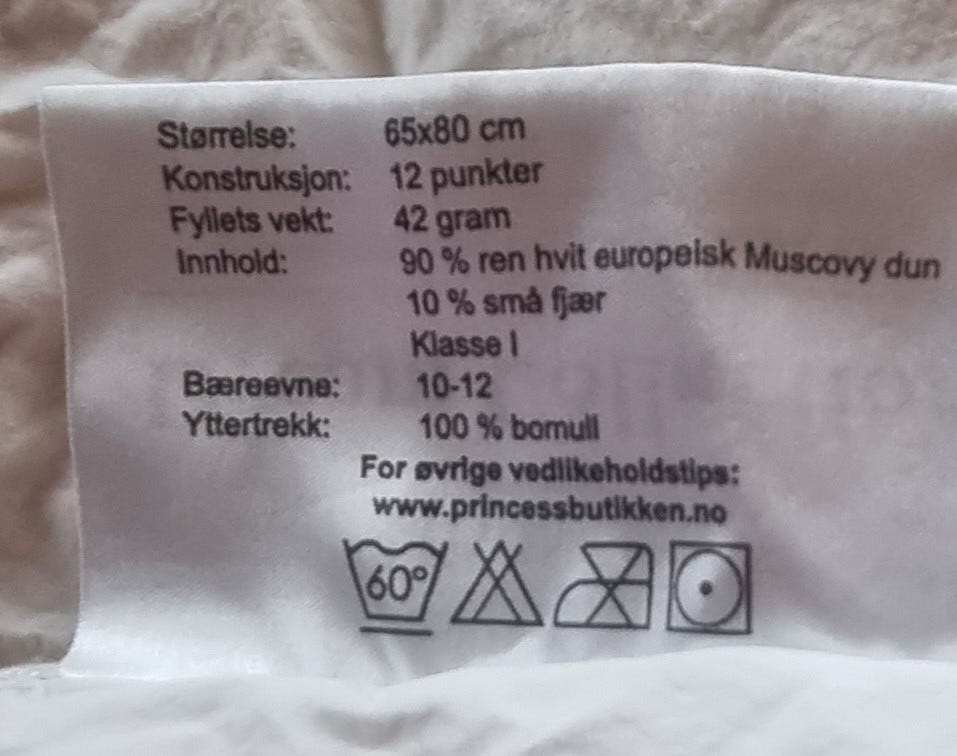 Størrelse: 65x80 cm
Konstruksjon: 12 punkter
Fyllets vekt: 42 gram
Innhold: 90 % ren hvit europeisk Muscovy dun
10 % små fjær
Klasse I
Bæreevne: 10-12
Yttertrekk: 100 % bomull
For øvrige vedlikeholdstips:
www.princessbutikken.no
60°